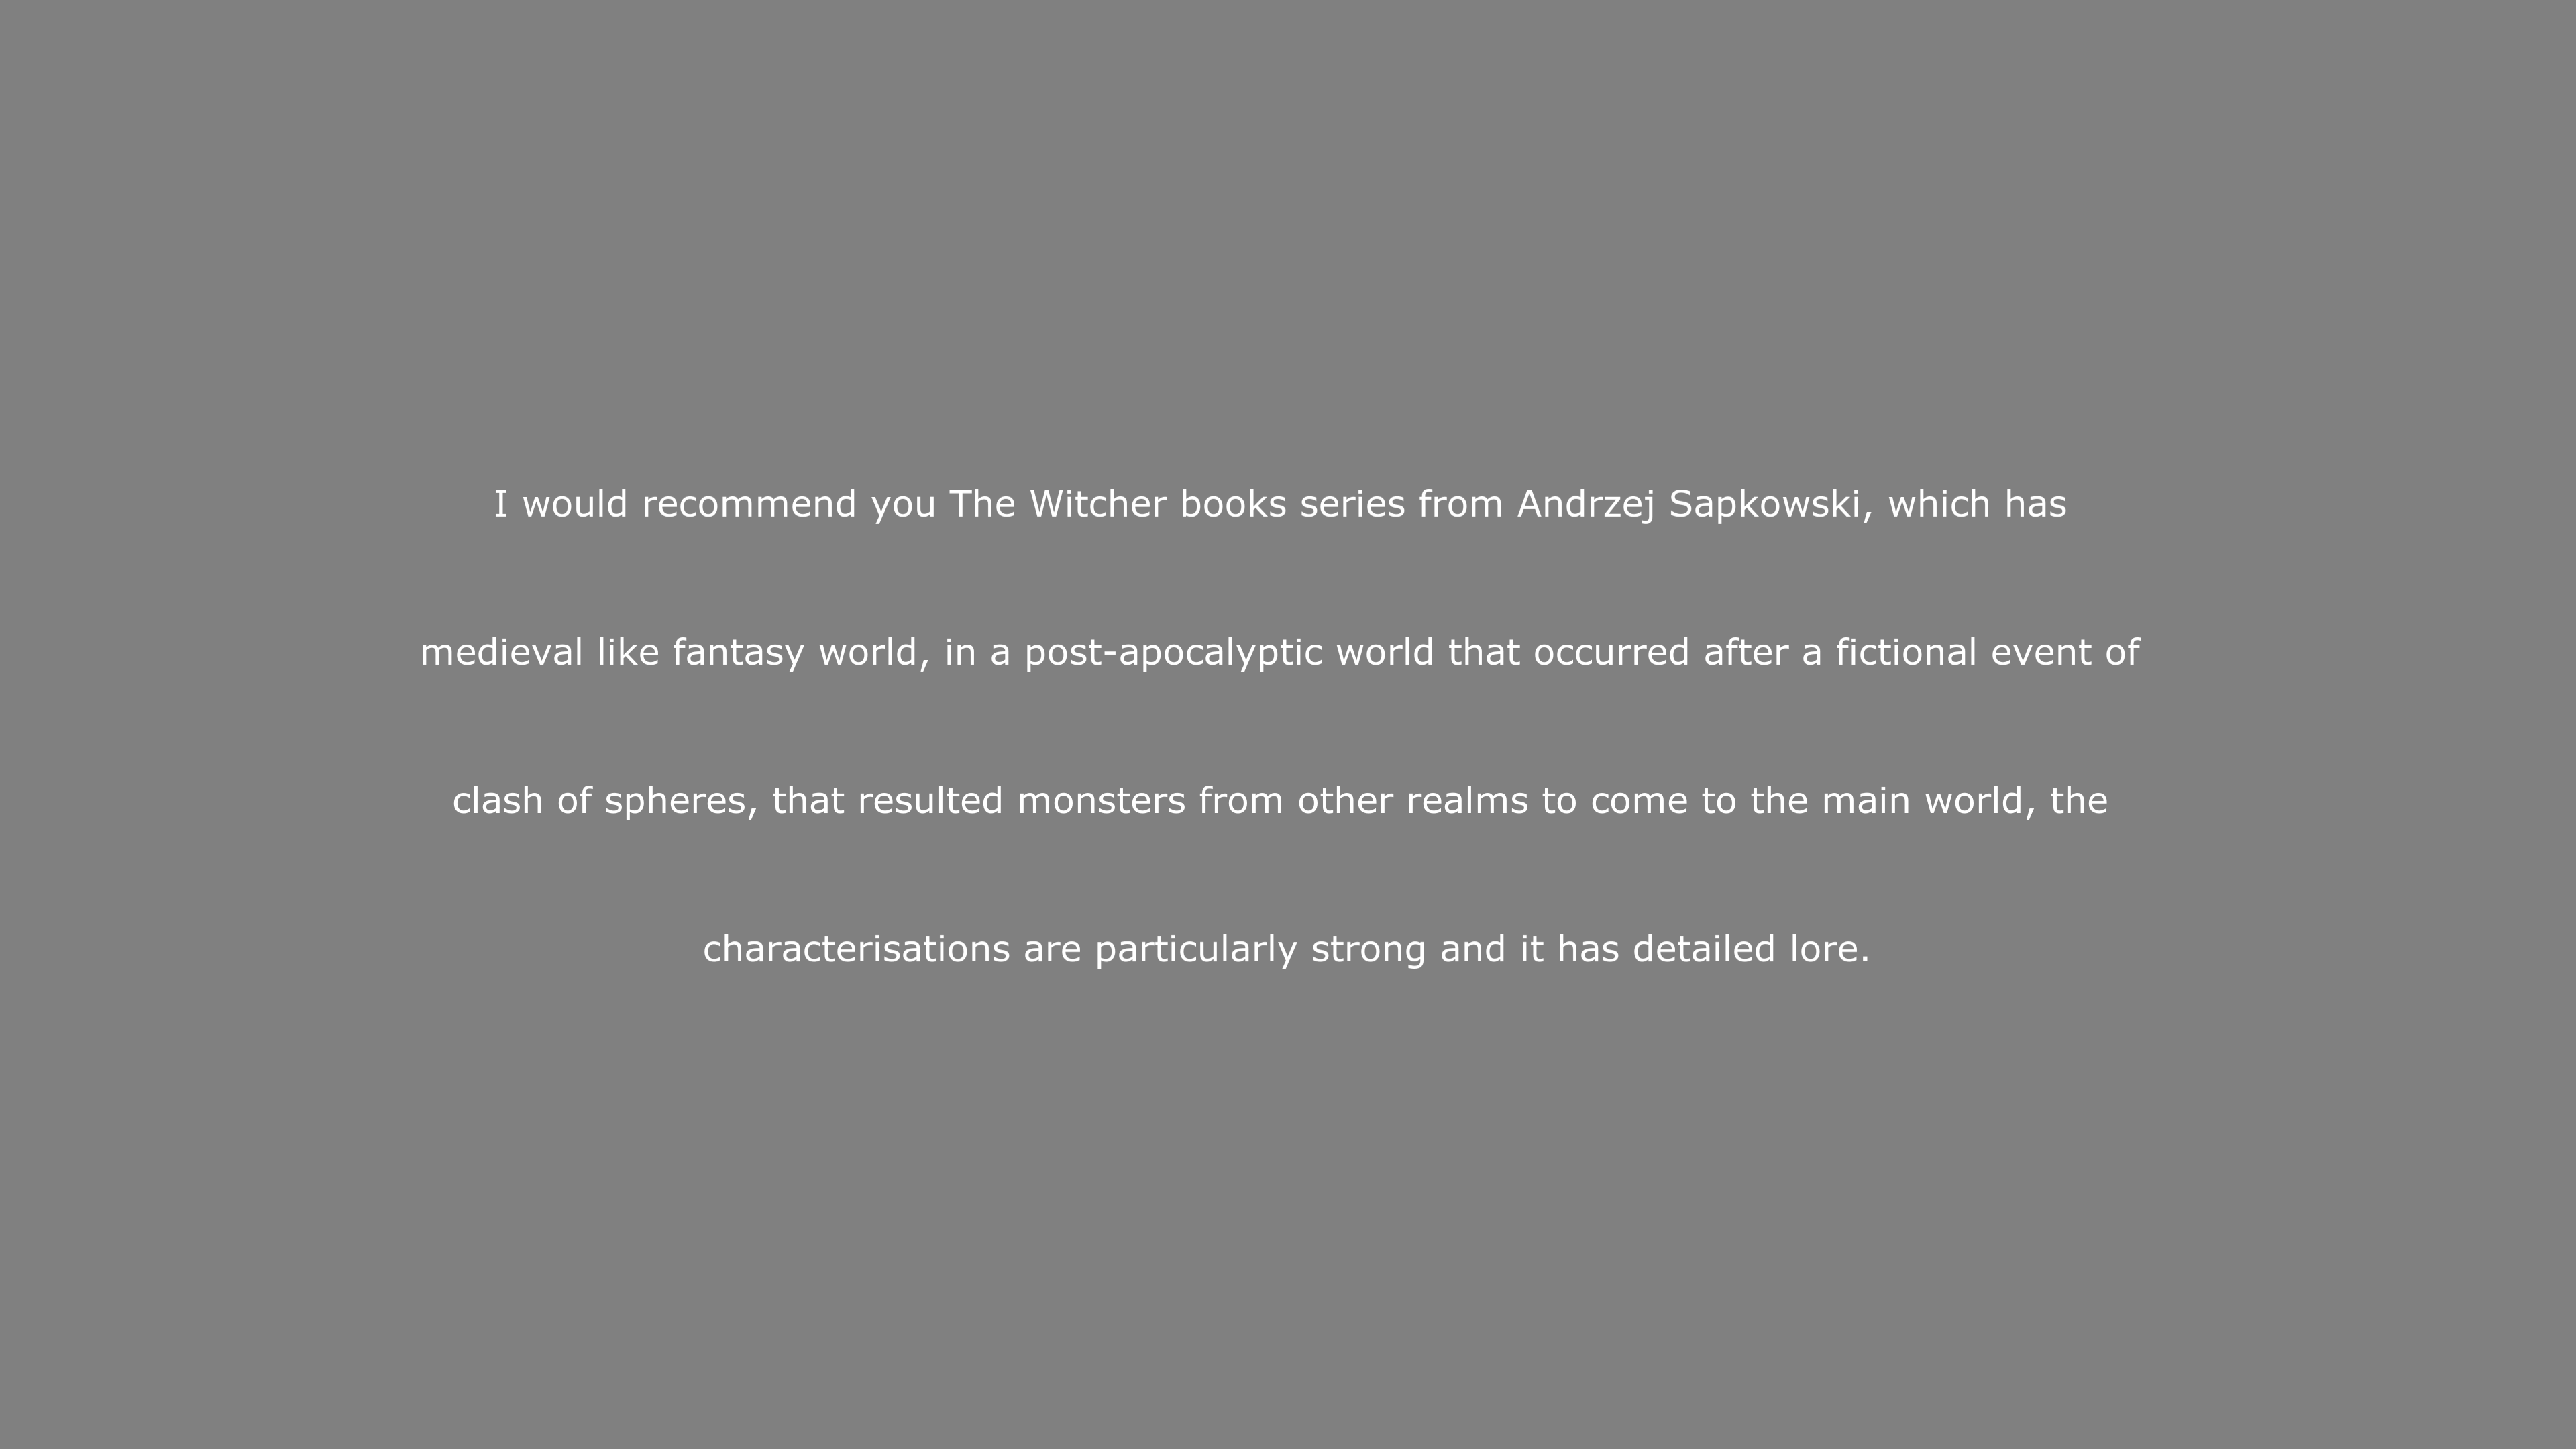 I would recommend you The Witcher books series from Andrzej Sapkowski, which has
medieval like fantasy world, in a post-apocalyptic world that occurred after a fictional event of
clash of spheres, that resulted monsters from other realms to come to the main world, the
characterisations are particularly strong and it has detailed lore.